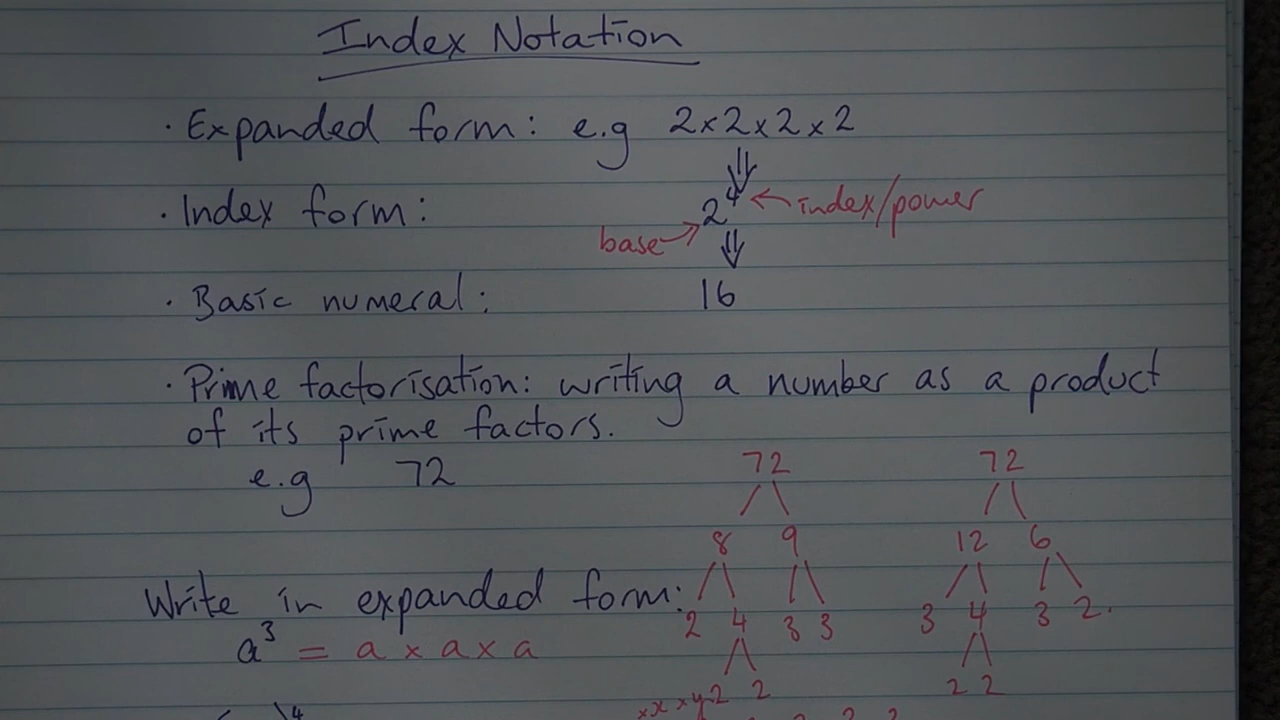 Index Notation
· Expanded form: e.g 2×2×2×2
⇓
· Index form: 2⁴ ← index/power
base →
⇓
· Basic numeral: 16
· Prime factorisation: writing a number as a product
of its prime factors.
e.g 72
72 72
8 9 12 6
Write in expanded form:
2 4 3 3 3 4 3 2.
a³ = a × a × a
2 2 2 2